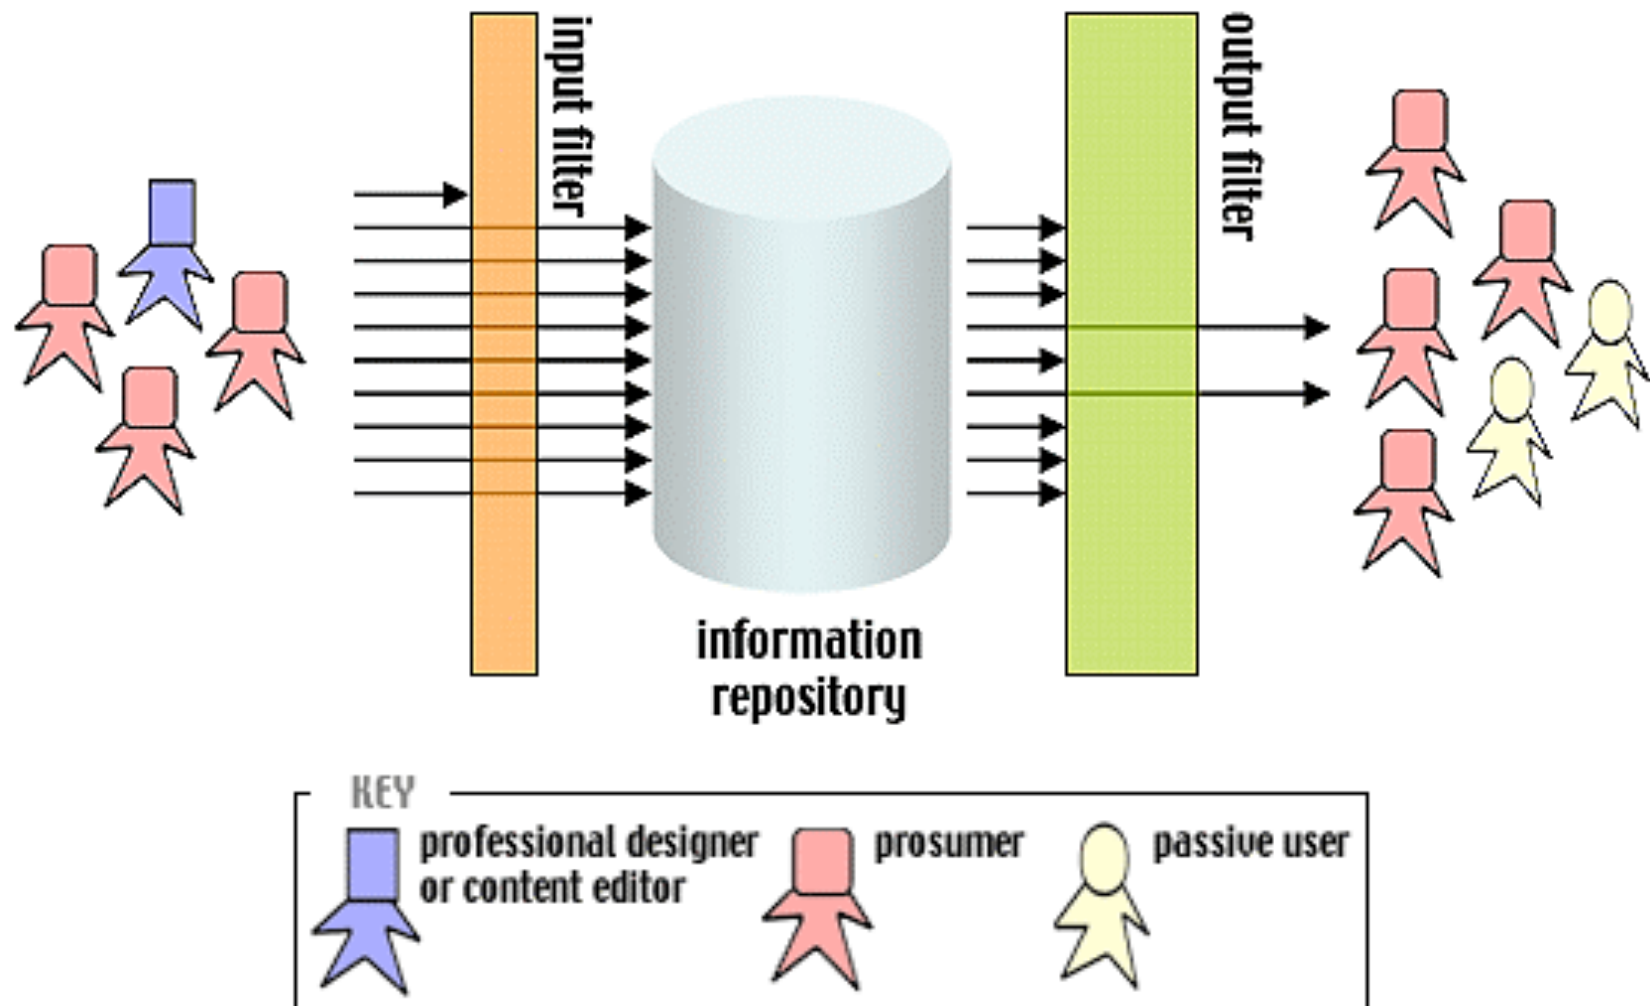 input filter
output filter
information
repository
KEY
professional designer
or content editor
prosumer
passive user